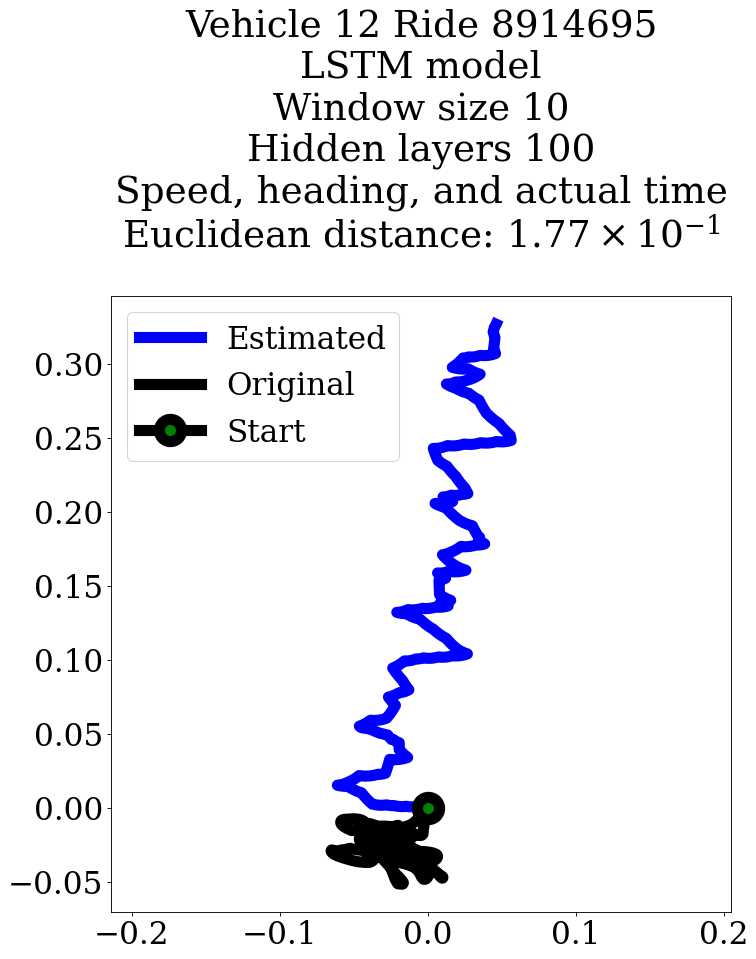 Vehicle 12 Ride 8914695
LSTM model
Window size 10
Hidden layers 100
Speed, heading, and actual time
Euclidean distance: 1.77 × 10⁻¹
Estimated
Original
Start
0.30
0.25
0.20
0.15
0.10
0.05
0.00
−0.05
−0.2 −0.1 0.0 0.1 0.2